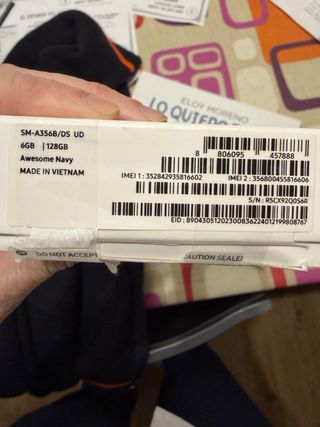 ELOY MORENO
LO QUIERO
SM-A356B/DS UD
6GB | 128GB
Awesome Navy
MADE IN VIETNAM
8 806095 457888
IMEI 1 : 352842935816602
IMEI 2 : 356800455816606
S/N : R5CX92Q0S6R
EID : 89043051202300836224012199808767
DO NOT ACCEPT
CAUTION SEALE